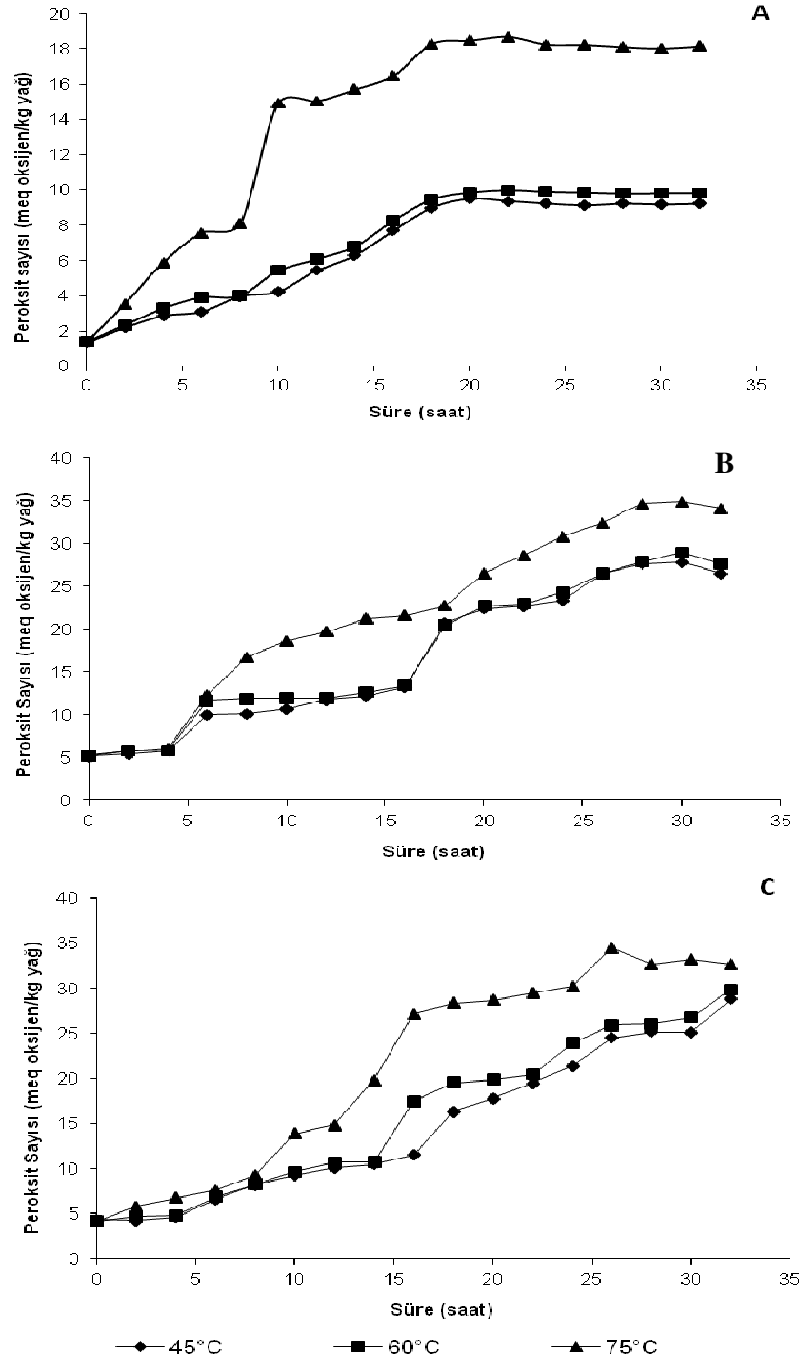 A
20
18
16
14
12
10
8
6
4
2
0
Peroksit sayısı (meq oksijen/kg yağ)
0 5 10 15 20 25 30 35
Süre (saat)
B
40
35
30
25
20
15
10
5
0
Peroksit Sayısı (meq oksijen/kg yağ)
0 5 10 15 20 25 30 35
Süre (saat)
C
40
35
30
25
20
15
10
5
0
Peroksit Sayısı (meq oksijen/kg yağ)
0 5 10 15 20 25 30 35
Süre (saat)
45°C 60°C 75°C